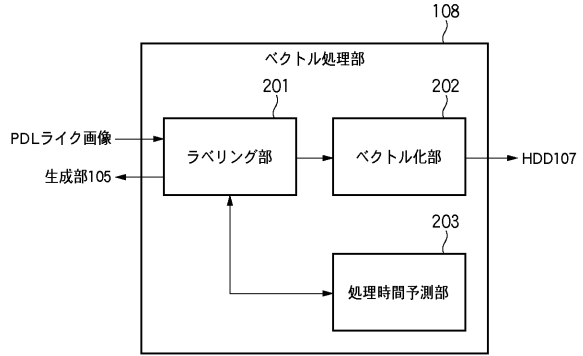 108
ベクトル処理部
201
202
PDLライク画像
ラベリング部
ベクトル化部
HDD107
生成部105
203
処理時間予測部